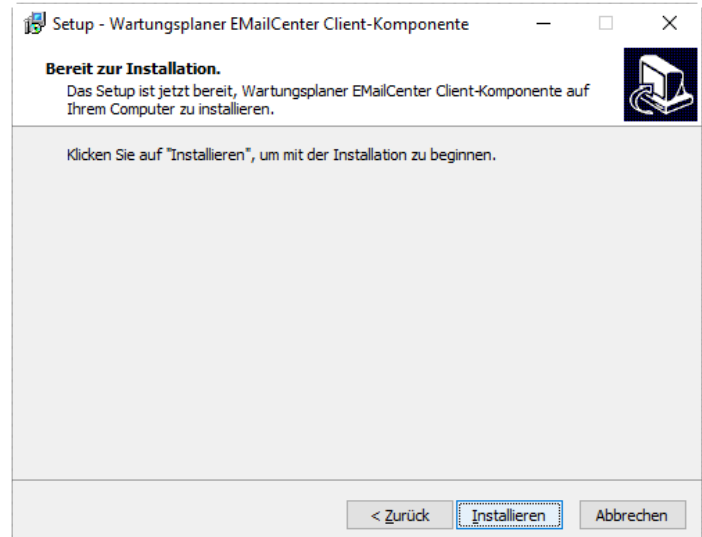 Setup - Wartungsplaner EMailCenter Client-Komponente
Bereit zur Installation.
Das Setup ist jetzt bereit, Wartungsplaner EMailCenter Client-Komponente auf
Ihrem Computer zu installieren.
Klicken Sie auf "Installieren", um mit der Installation zu beginnen.
< Zurück Installieren Abbrechen